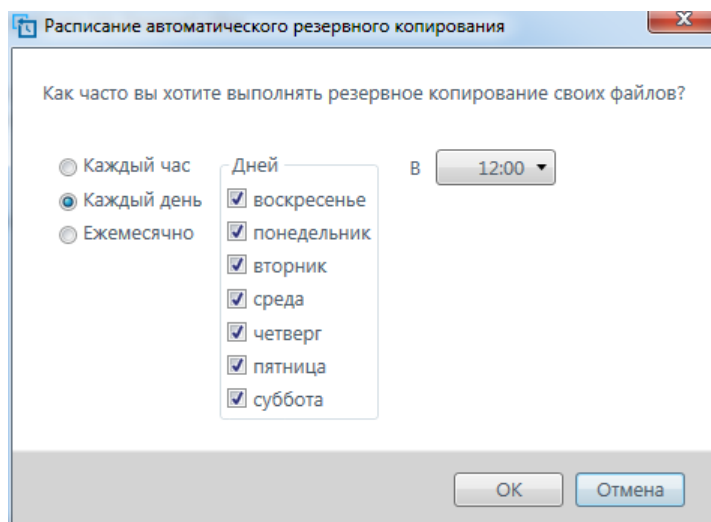 Расписание автоматического резервного копирования
Как часто вы хотите выполнять резервное копирование своих файлов?
Каждый час
Каждый день
Ежемесячно
Дней
воскресенье
понедельник
вторник
среда
четверг
пятница
суббота
В 12:00
ОК Отмена